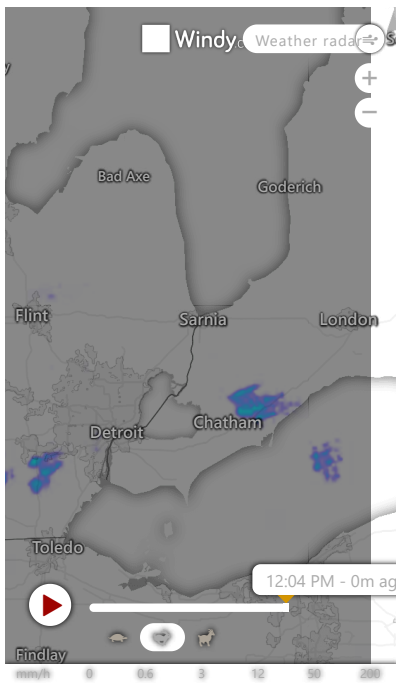 Windy.c
Weather radar
S
+
−
y
Bad Axe
Goderich
Flint
Sarnia
London
Detroit
Chatham
Toledo
12:04 PM - 0m ag
Findlay
mm/h 0 0.6 3 12 50 200